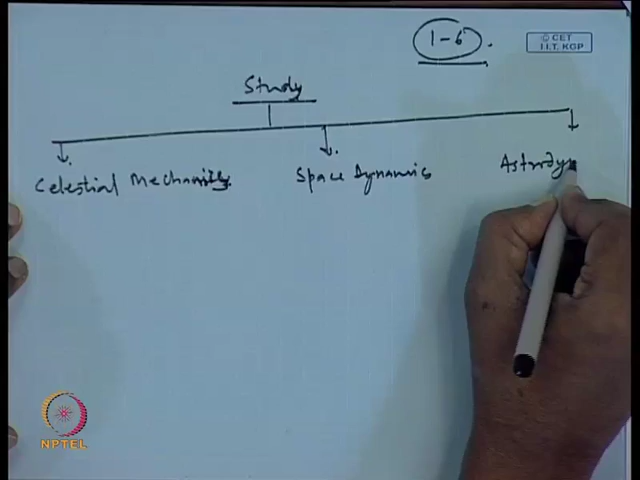 1-6.
© CET
I.I.T. KGP
Study
Celestial Mechanics. Space Dynamics Astrodyn
NPTEL